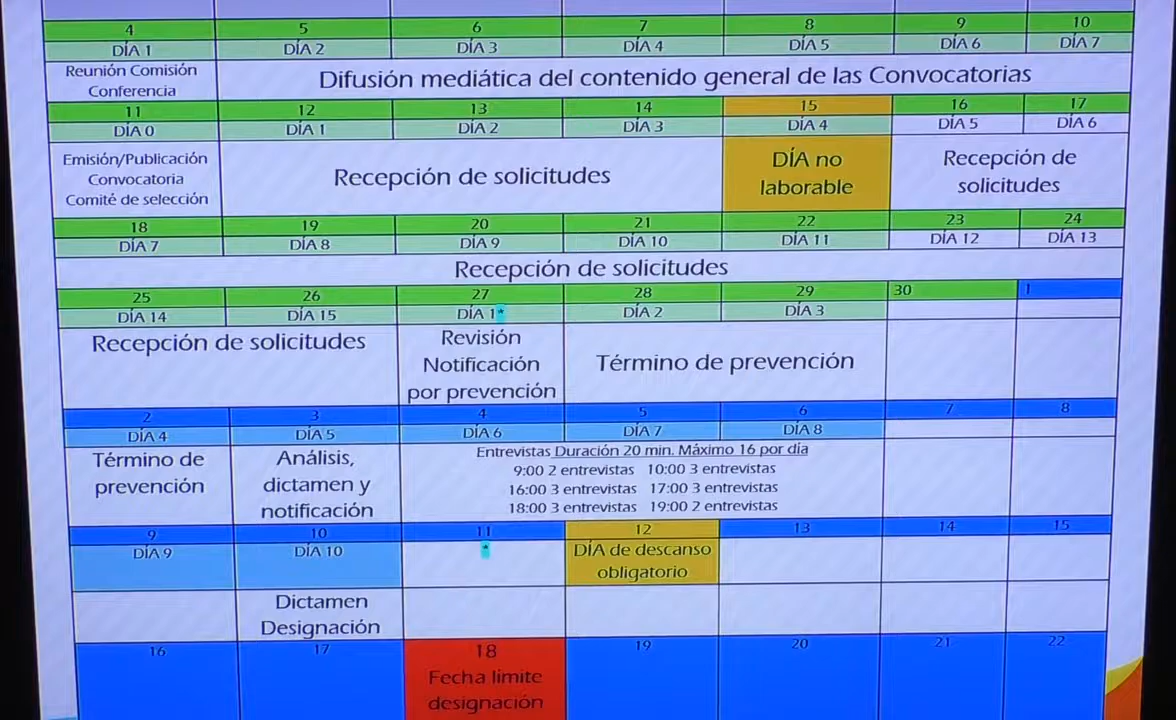 4 5 6 7 8 9 10
DÍA 1 DÍA 2 DÍA 3 DÍA 4 DÍA 5 DÍA 6 DÍA 7
Reunión Comisión
Conferencia
Difusión mediática del contenido general de las Convocatorias
11 12 13 14 15 16 17
DÍA 0 DÍA 1 DÍA 2 DÍA 3 DÍA 4 DÍA 5 DÍA 6
Emisión/Publicación
Convocatoria
Comité de selección
Recepción de solicitudes
DÍA no
laborable
Recepción de
solicitudes
18 19 20 21 22 23 24
DÍA 7 DÍA 8 DÍA 9 DÍA 10 DÍA 11 DÍA 12 DÍA 13
Recepción de solicitudes
25 26 27 28 29 30 1
DÍA 14 DÍA 15 DÍA 1* DÍA 2 DÍA 3
Recepción de solicitudes
Revisión
Notificación
por prevención
Término de prevención
2 3 4 5 6 7 8
DÍA 4 DÍA 5 DÍA 6 DÍA 7 DÍA 8
Término de
prevención
Análisis,
dictamen y
notificación
Entrevistas Duración 20 min. Máximo 16 por día
9:00 2 entrevistas 10:00 3 entrevistas
16:00 3 entrevistas 17:00 3 entrevistas
18:00 3 entrevistas 19:00 2 entrevistas
9 10 11 12 13 14 15
DÍA 9 DÍA 10 * DÍA de descanso
obligatorio
Dictamen
Designación
16 17 18 19 20 21 22
Fecha límite
designación